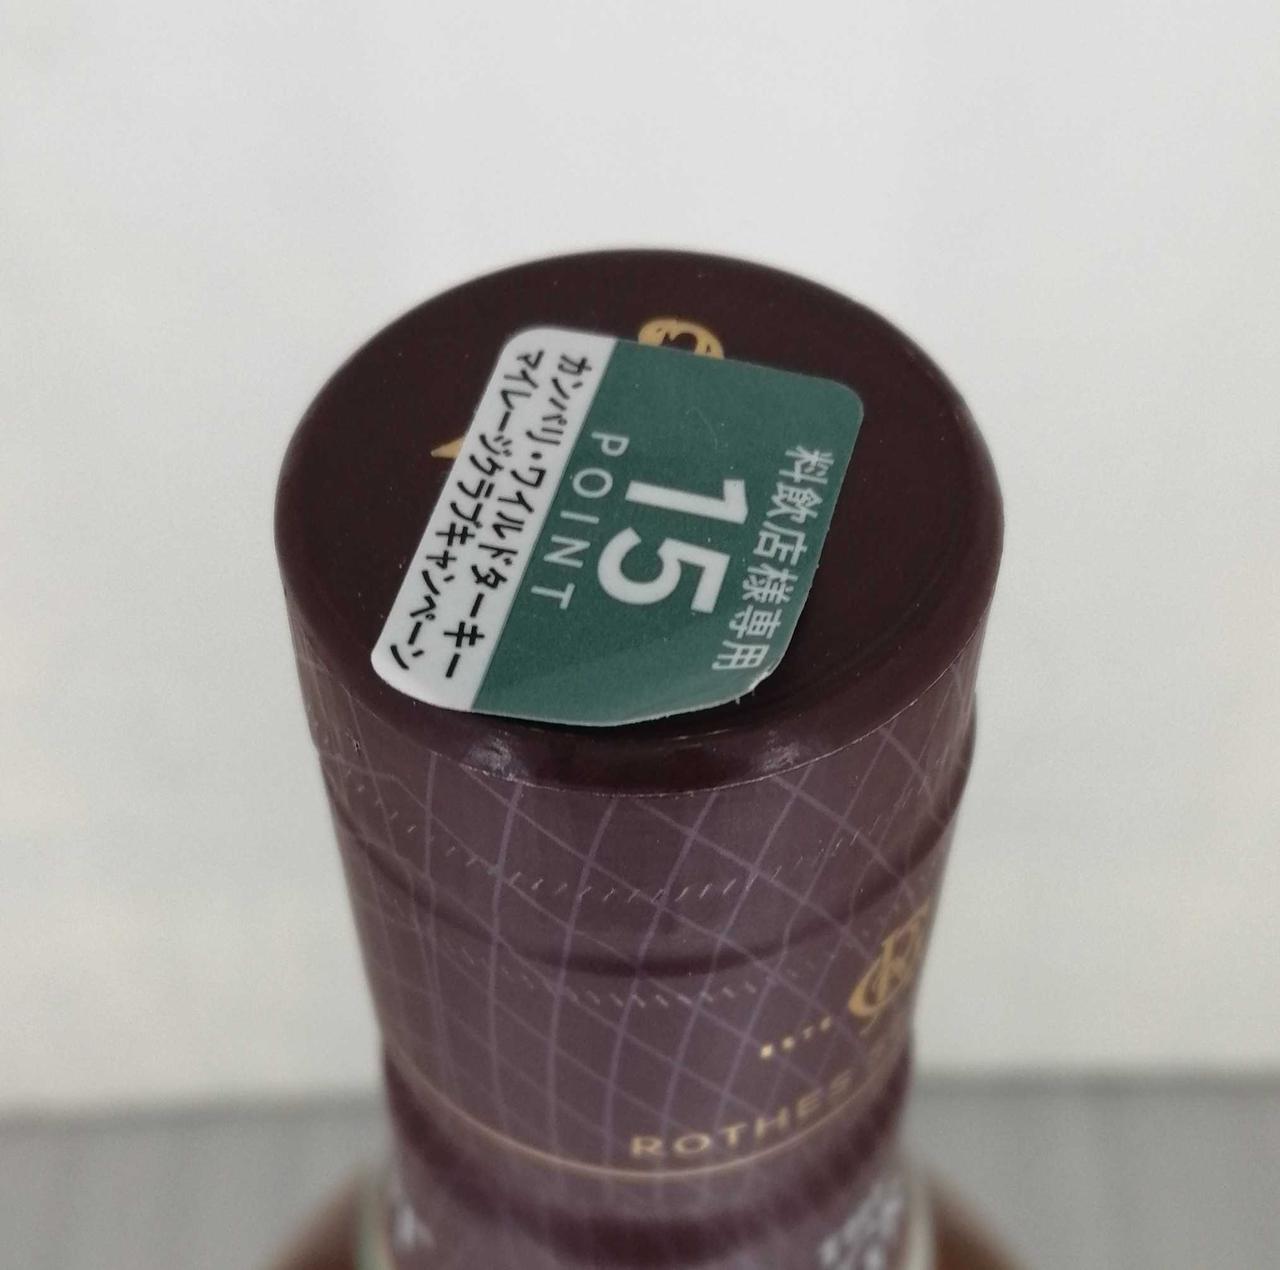 料飲店様専用
15
POINT
カンパリ・ワイルドターキー
マイレージクラブキャンペーン
ESTD
ROTHES